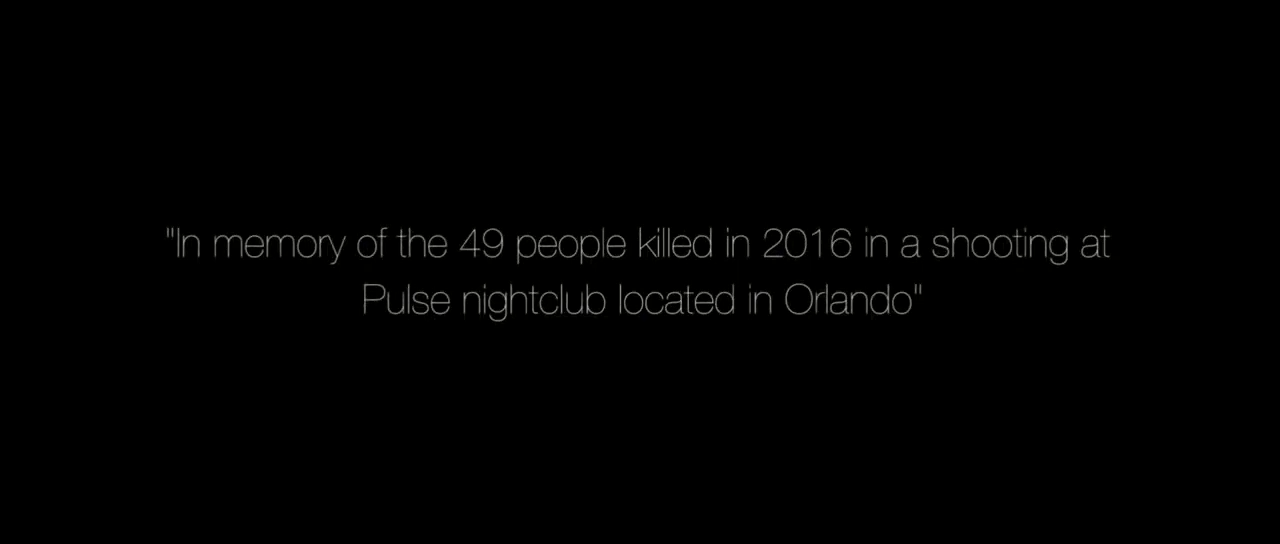 "In memory of the 49 people killed in 2016 in a shooting at
Pulse nightclub located in Orlando"